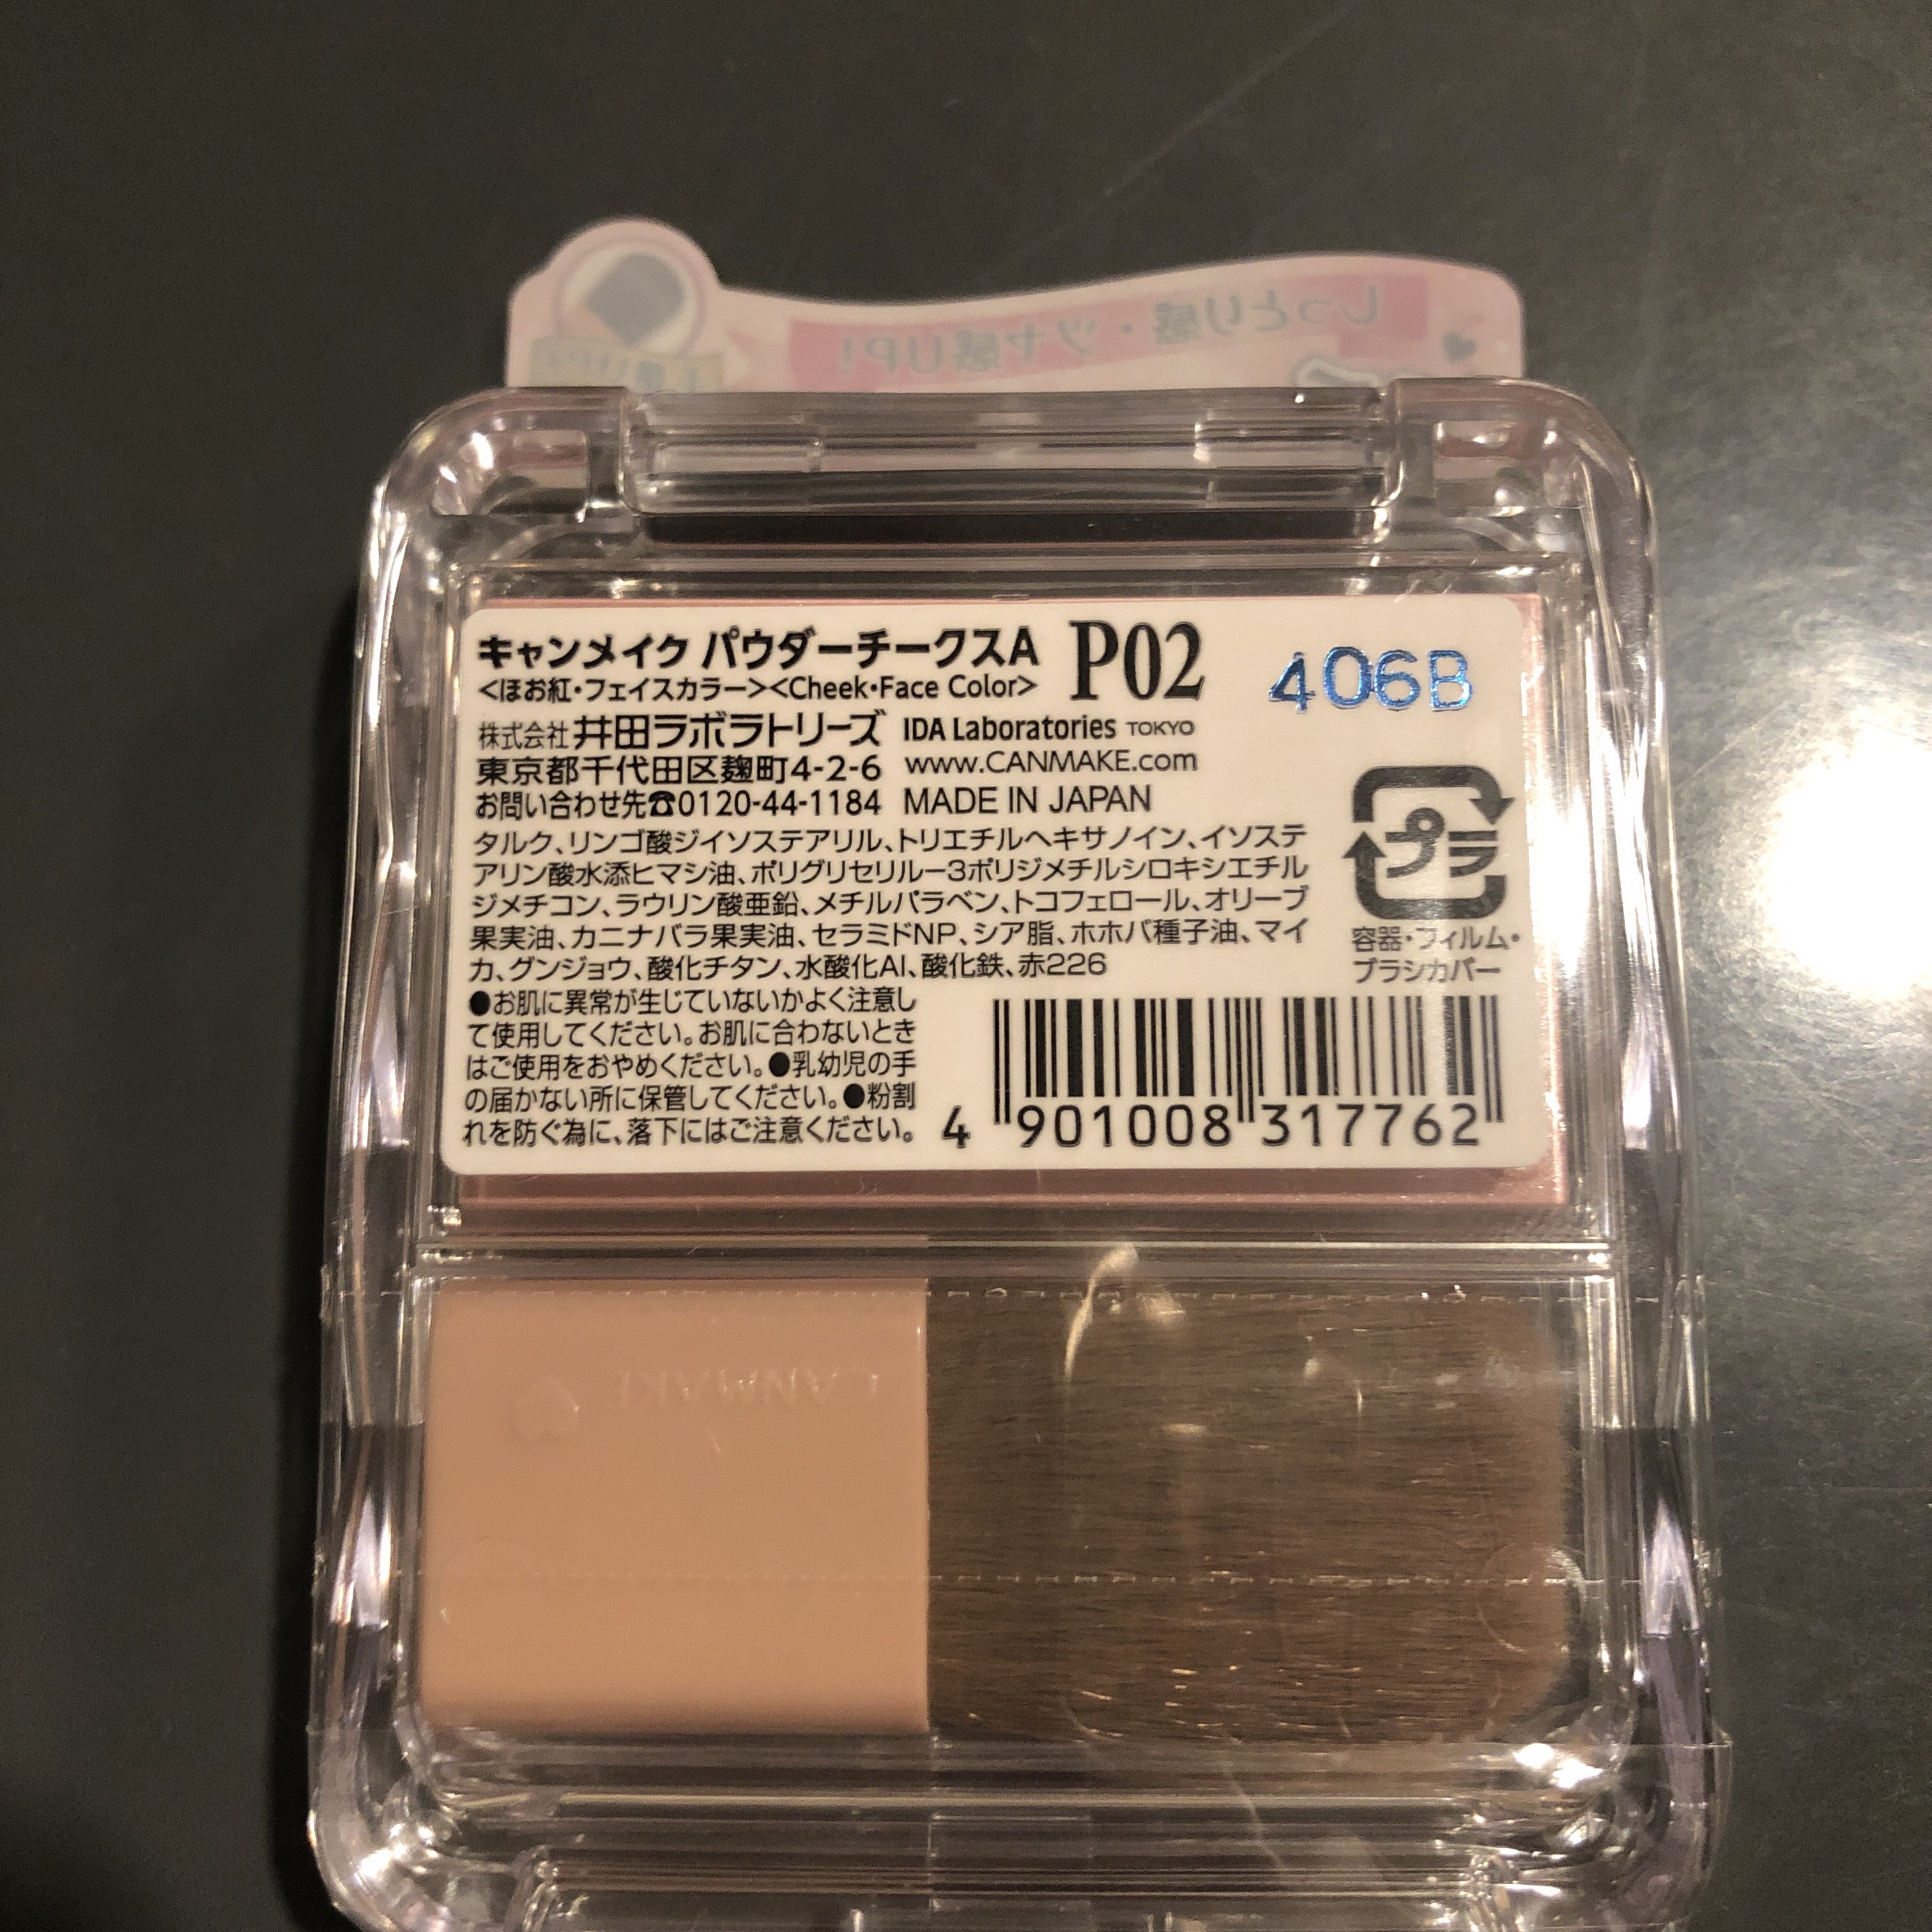 しっとり感・ツヤ感UP!
キャンメイク パウダーチークスA P02 406B
<ほお紅・フェイスカラー><Cheek・Face Color>
株式会社 井田ラボラトリーズ IDA Laboratories TOKYO
東京都千代田区麹町4-2-6 www.CANMAKE.com
お問い合わせ先☎0120-44-1184 MADE IN JAPAN
タルク、リンゴ酸ジイソステアリル、トリエチルヘキサノイン、イソステ
アリン酸水添ヒマシ油、ポリグリセリル-3ポリジメチルシロキシエチル
ジメチコン、ラウリン酸亜鉛、メチルパラベン、トコフェロール、オリーブ
果実油、カニナバラ果実油、セラミドNP、シア脂、ホホバ種子油、マイ
カ、グンジョウ、酸化チタン、水酸化Al、酸化鉄、赤226
プラ
容器・フィルム・
ブラシカバー
●お肌に異常が生じていないかよく注意し
て使用してください。お肌に合わないとき
はご使用をおやめください。●乳幼児の手
の届かない所に保管してください。●粉割
れを防ぐ為に、落下にはご注意ください。
4 901008 317762
CANMAKE